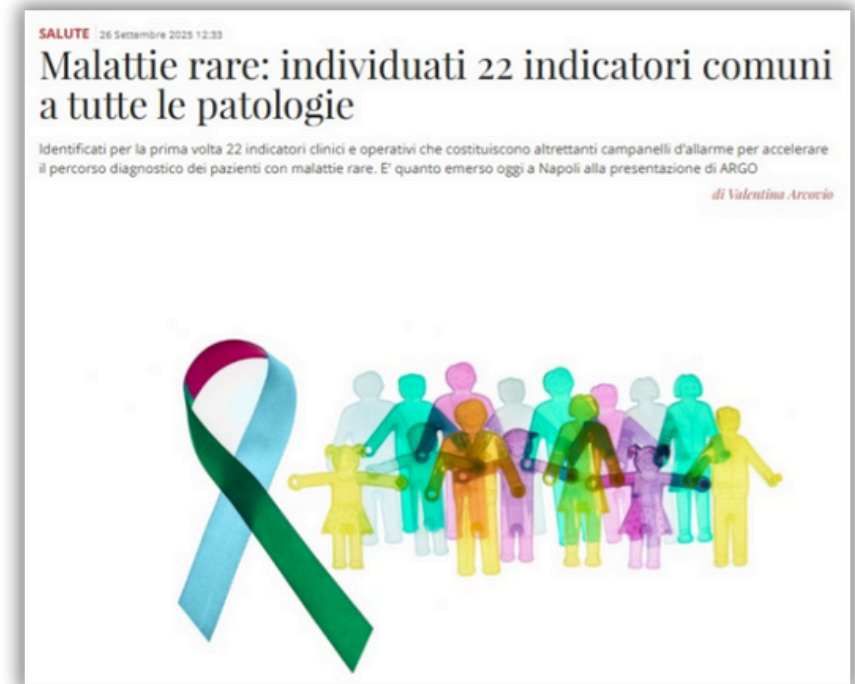 SALUTE 26 Settembre 2025 12:33
Malattie rare: individuati 22 indicatori comuni
a tutte le patologie
Identificati per la prima volta 22 indicatori clinici e operativi che costituiscono altrettanti campanelli d'allarme per accelerare
il percorso diagnostico dei pazienti con malattie rare. E' quanto emerso oggi a Napoli alla presentazione di ARGO
di Valentina Arcovio